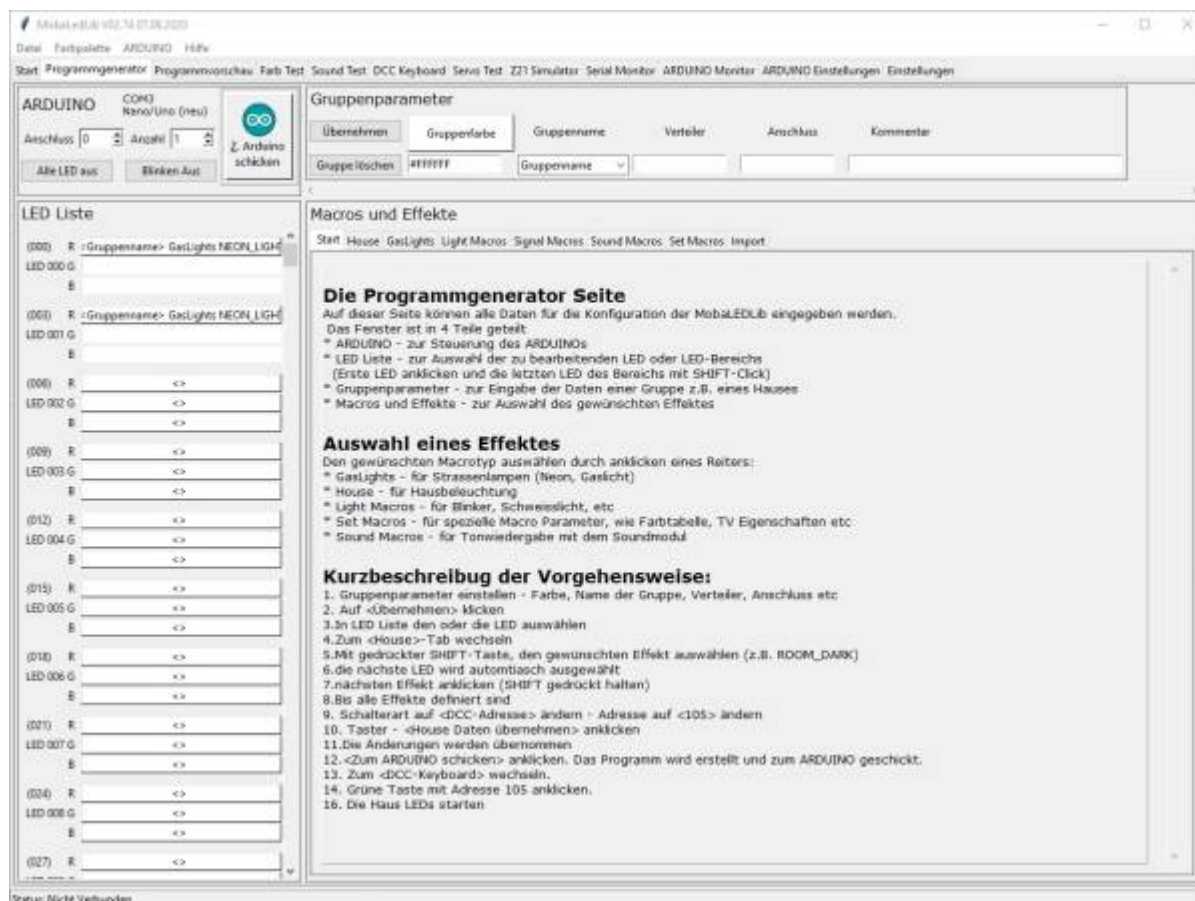 MobaLedLib V02.74 07.06.2020
Datei Farbpalette ARDUINO Hilfe
Start Programmgenerator Programmvorschau Farb Test Sound Test DCC Keyboard Servo Test Z21 Simulator Serial Monitor ARDUINO Monitor ARDUINO Einstellungen Einstellungen
ARDUINO COM3
Nano/Uno (neu)
Anschluss 0 Anzahl 1
Z. Arduino
schicken
Alle LED aus Blinken Aus
Gruppenparameter
Übernehmen Gruppenfarbe Gruppenname Verteiler Anschluss Kommentar
Gruppe löschen #FFFFFF Gruppenname
LED Liste
(000) R <Gruppenname> GasLights NEON_LIGH
LED 000 G
B
(003) R <Gruppenname> GasLights NEON_LIGH
LED 001 G
B
(006) R <>
LED 002 G <>
B <>
(009) R <>
LED 003 G <>
B <>
(012) R <>
LED 004 G <>
B <>
(015) R <>
LED 005 G <>
B <>
(018) R <>
LED 006 G <>
B <>
(021) R <>
LED 007 G <>
B <>
(024) R <>
LED 008 G <>
B <>
(027) R <>
Macros und Effekte
Start House GasLights Light Macros Signal Macros Sound Macros Set Macros Import
Die Programmgenerator Seite
Auf dieser Seite können alle Daten für die Konfiguration der MobaLEDLib eingegeben werden.
Das Fenster ist in 4 Teile geteilt
* ARDUINO - zur Steuerung des ARDUINOs
* LED Liste - zur Auswahl der zu bearbeitenden LED oder LED-Bereichs
(Erste LED anklicken und die letzten LED des Bereichs mit SHIFT-Click)
* Gruppenparameter - zur Eingabe der Daten einer Gruppe z.B. eines Hauses
* Macros und Effekte - zur Auswahl des gewünschten Effektes
Auswahl eines Effektes
Den gewünschten Macrotyp auswählen durch anklicken eines Reiters:
* GasLights - für Strassenlampen (Neon, Gaslicht)
* House - für Hausbeleuchtung
* Light Macros - für Blinker, Schweisslicht, etc
* Set Macros - für spezielle Macro Parameter, wie Farbtabelle, TV Eigenschaften etc
* Sound Macros - für Tonwiedergabe mit dem Soundmodul
Kurzbeschreibug der Vorgehensweise:
1. Gruppenparameter einstellen - Farbe, Name der Gruppe, Verteiler, Anschluss etc
2. Auf <Übernehmen> klicken
3.In LED Liste den oder die LED auswählen
4.Zum <House>-Tab wechseln
5.Mit gedrückter SHIFT-Taste, den gewünschten Effekt auswählen (z.B. ROOM_DARK)
6.die nächste LED wird automtiasch ausgewählt
7.nächsten Effekt anklicken (SHIFT gedrückt halten)
8.Bis alle Effekte definiert sind
9. Schalterart auf <DCC-Adresse> ändern - Adresse auf <105> ändern
10. Taster - <House Daten übernehmen> anklicken
11.Die Änderungen werden übernommen
12.<Zum ARDUINO schicken> anklicken. Das Programm wird erstellt und zum ARDUINO geschickt.
13. Zum <DCC-Keyboard> wechseln.
14. Grüne Taste mit Adresse 105 anklicken.
16. Die Haus LEDs starten
Status: Nicht Verbunden